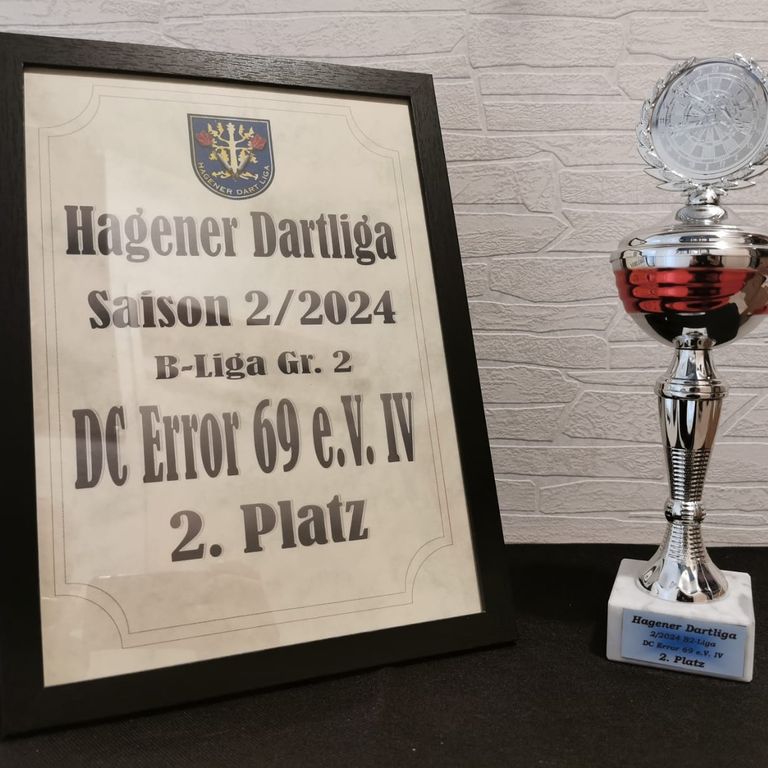 HAGENER DART LIGA
Hagener Dartliga
Saison 2/2024
B-Liga Gr. 2
DC Error 69 e.V. IV
2. Platz
Hagener Dartliga
2/2024 B2-Liga
DC Error 69 e.V. IV
2. Platz